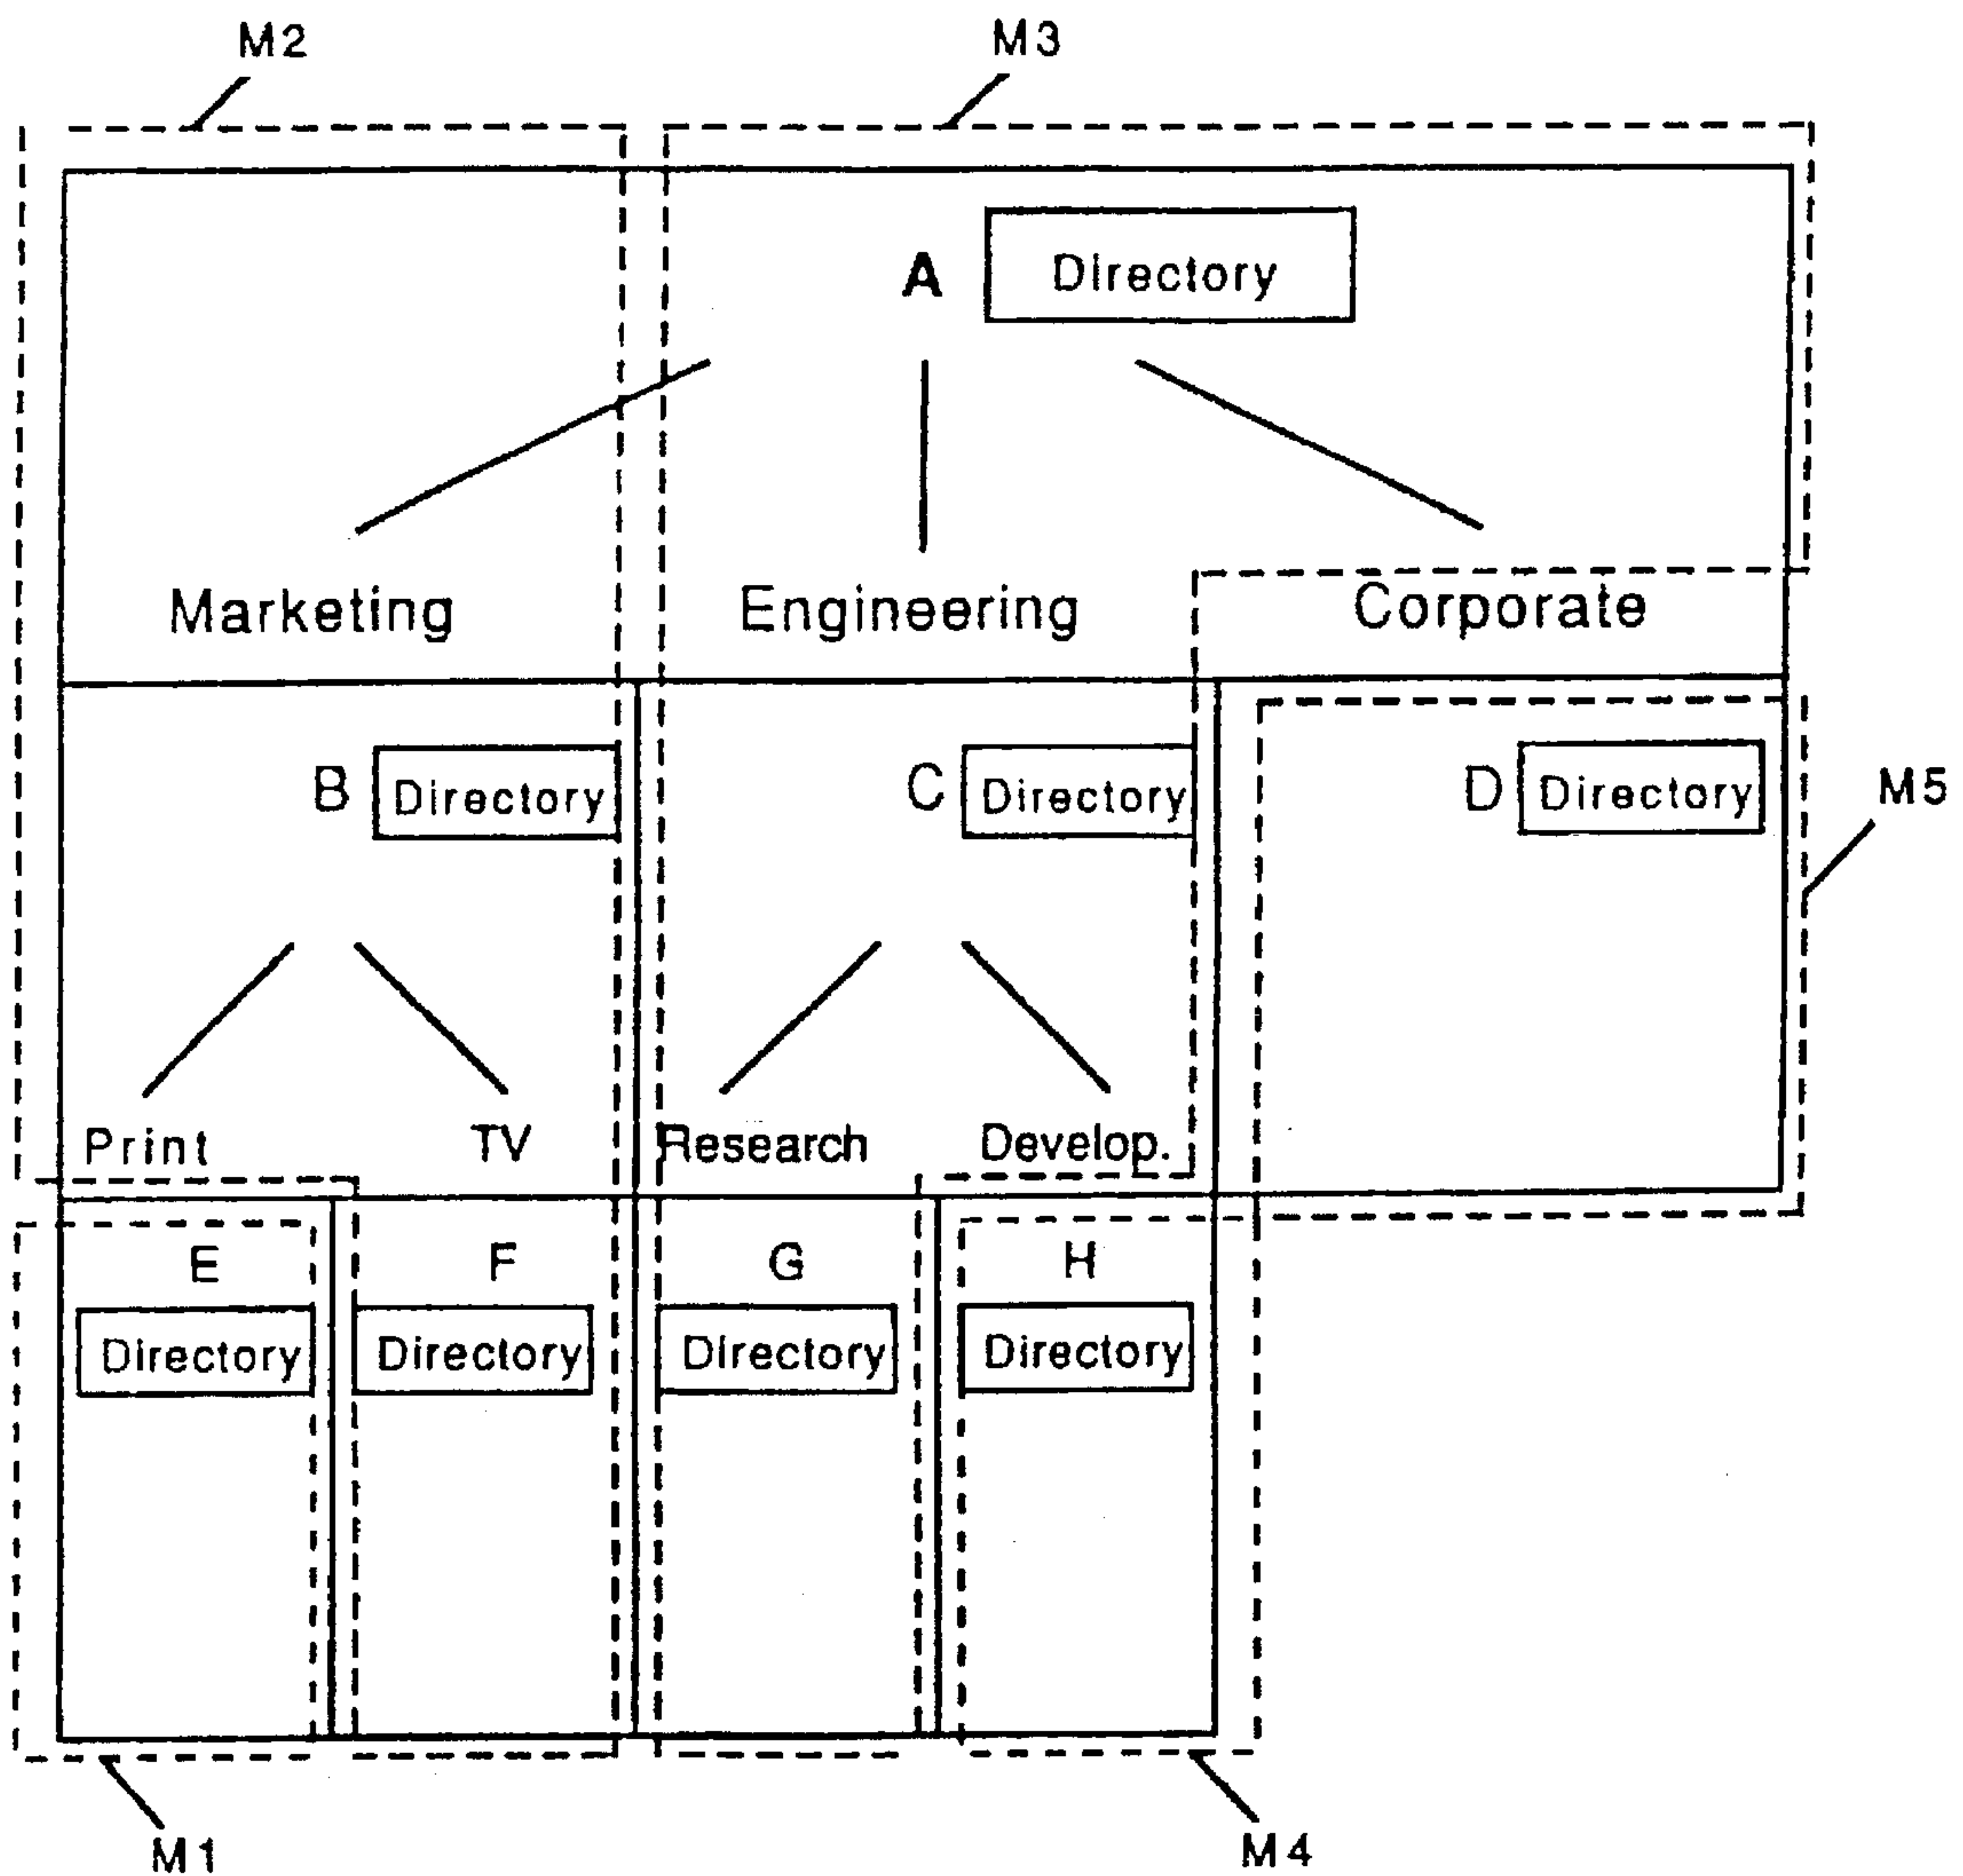 M2 M3
A Directory
Marketing Engineering Corporate
B Directory C Directory D Directory M5
Print TV Research Develop.
E F G H
Directory Directory Directory Directory
M1 M4